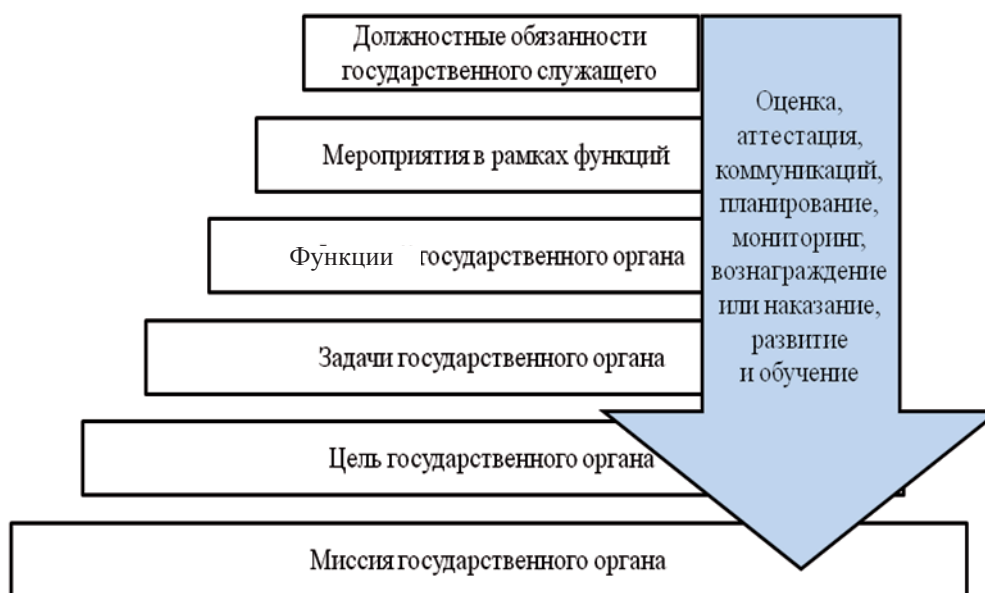 Должностные обязанности
государственного служащего
Мероприятия в рамках функций
Функции государственного органа
Задачи государственного органа
Цель государственного органа
Миссия государственного органа
Оценка,
аттестация,
коммуникаций,
планирование,
мониторинг,
вознаграждение
или наказание,
развитие
и обучение